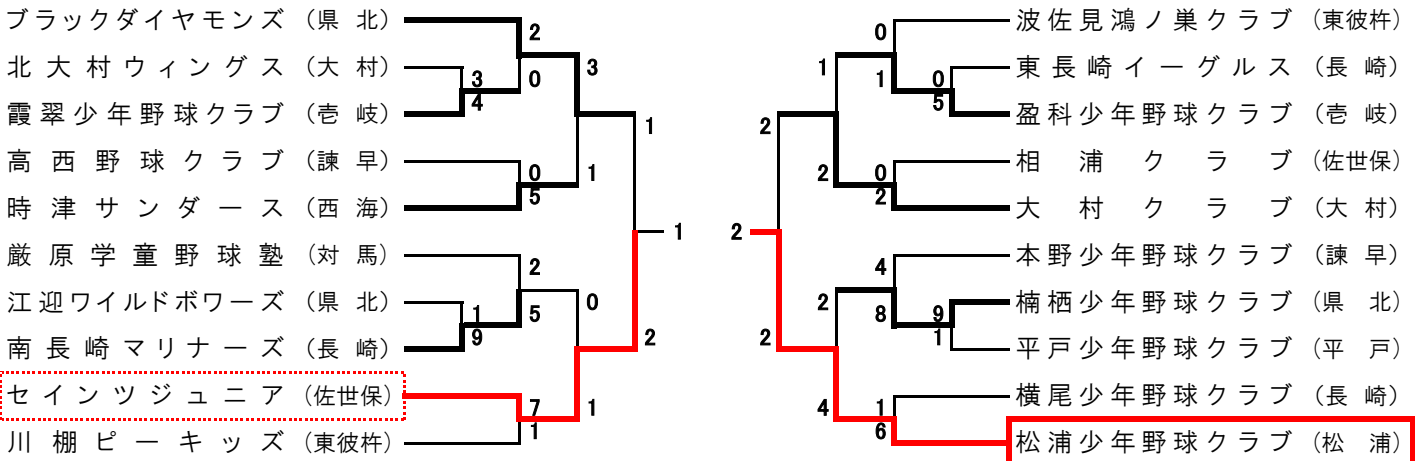 ブラックダイヤモンズ（県北）
北大村ウィングス（大村）
霞翠少年野球クラブ（壱岐）
高西野球クラブ（諫早）
時津サンダース（西海）
厳原学童野球塾（対馬）
江迎ワイルドボワーズ（県北）
南長崎マリナーズ（長崎）
セインツジュニア（佐世保）
川棚ピーキッズ（東彼杵）
2
3
4
0
3
0
5
1
1
2
1
9
5
0
7
1
1
2
1
2
0
1
0
5
1
2
0
2
2
4
2
8
9
1
2
4
1
6
波佐見鴻ノ巣クラブ（東彼杵）
東長崎イーグルス（長崎）
盈科少年野球クラブ（壱岐）
相浦クラブ（佐世保）
大村クラブ（大村）
本野少年野球クラブ（諫早）
楠栖少年野球クラブ（県北）
平戸少年野球クラブ（平戸）
横尾少年野球クラブ（長崎）
松浦少年野球クラブ（松浦）